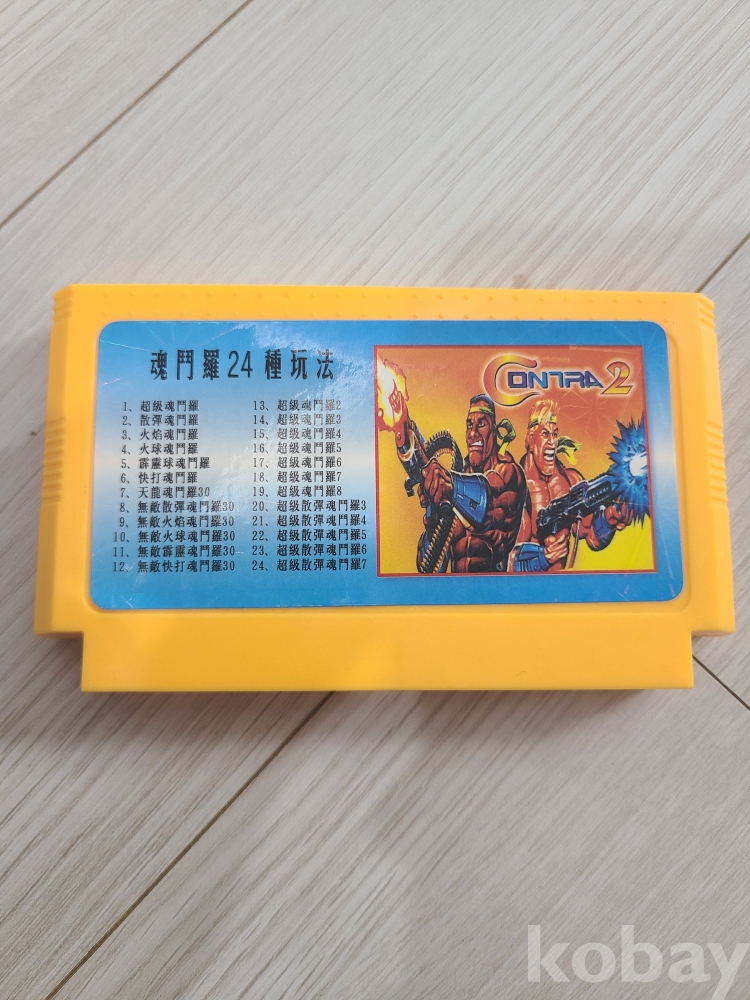 魂鬥羅24種玩法
1、超級魂鬥羅
2、散彈魂鬥羅
3、火焰魂鬥羅
4、火球魂鬥羅
5、霹靂球魂鬥羅
6、快打魂鬥羅
7、天龍魂鬥羅30
8、無敵散彈魂鬥羅30
9、無敵火焰魂鬥羅30
10、無敵火球魂鬥羅30
11、無敵霹靂魂鬥羅30
12、無敵快打魂鬥羅30
13、超級魂鬥羅2
14、超級魂鬥羅3
15、超級魂鬥羅4
16、超級魂鬥羅5
17、超級魂鬥羅6
18、超級魂鬥羅7
19、超級魂鬥羅8
20、超級散彈魂鬥羅3
21、超級散彈魂鬥羅4
22、超級散彈魂鬥羅5
23、超級散彈魂鬥羅6
24、超級散彈魂鬥羅7
CONTRA 2
kobay